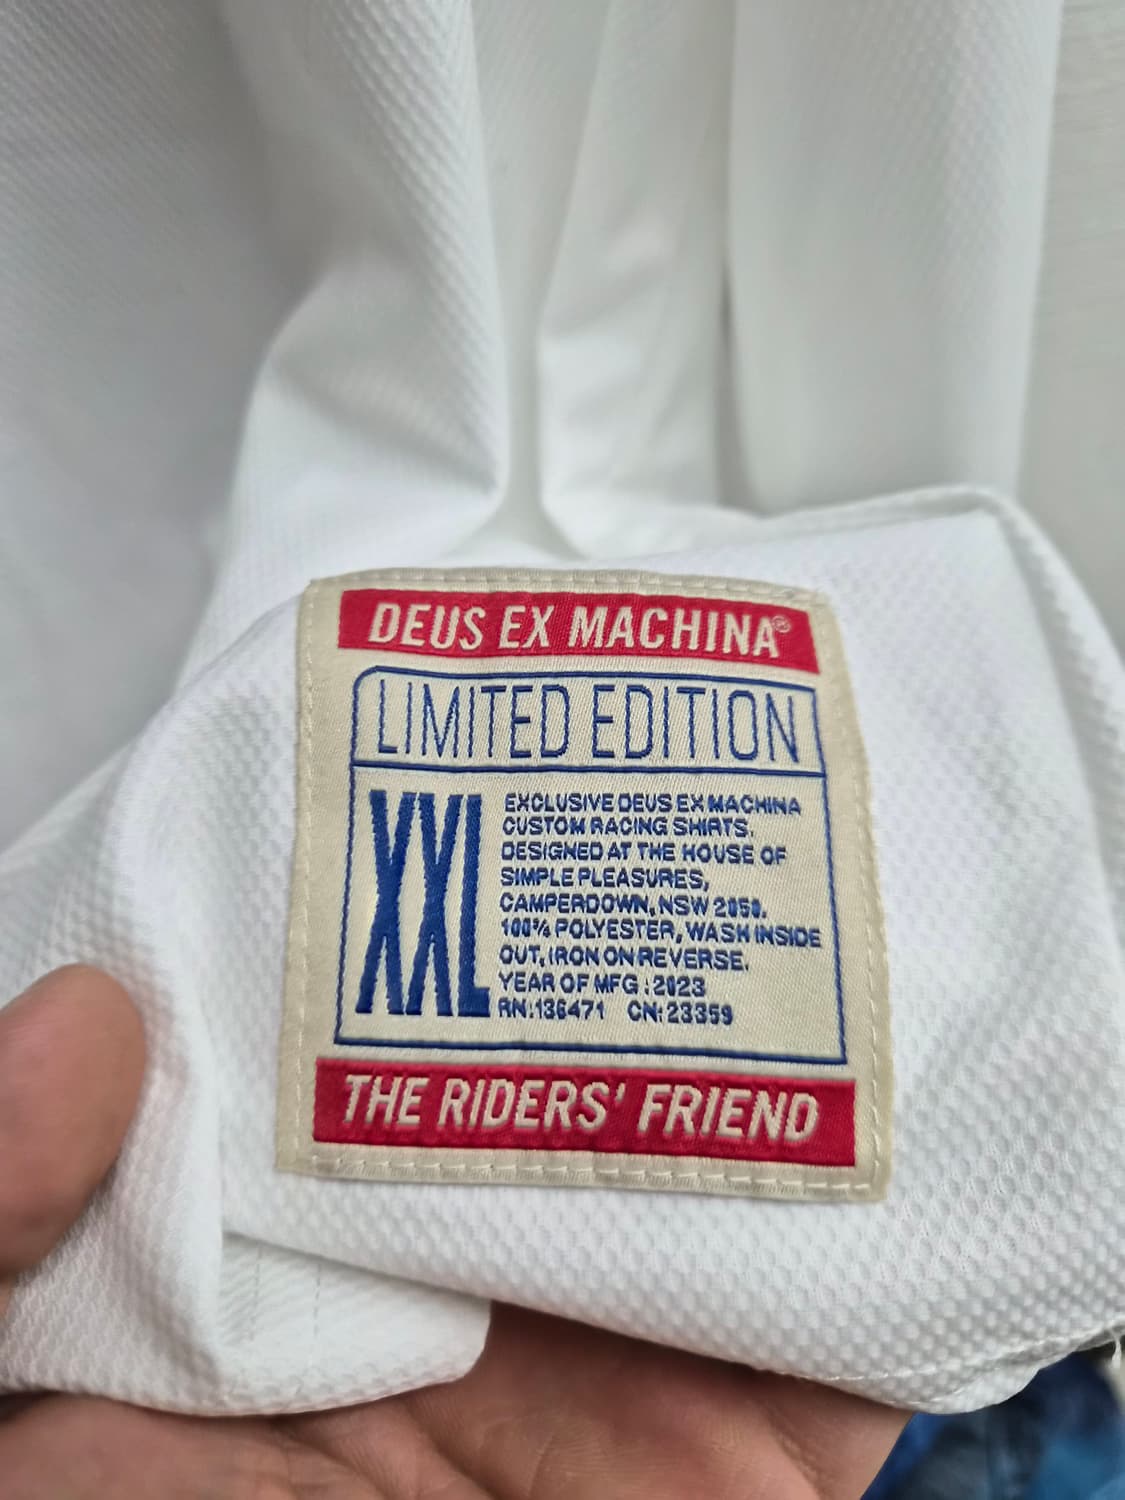 DEUS EX MACHINA®
LIMITED EDITION
XXL
EXCLUSIVE DEUS EX MACHINA
CUSTOM RACING SHIRTS.
DESIGNED AT THE HOUSE OF
SIMPLE PLEASURES,
CAMPERDOWN, NSW 2050.
100% POLYESTER, WASH INSIDE
OUT, IRON ON REVERSE.
YEAR OF MFG : 2023
RN:136471 CN:23359
THE RIDERS' FRIEND